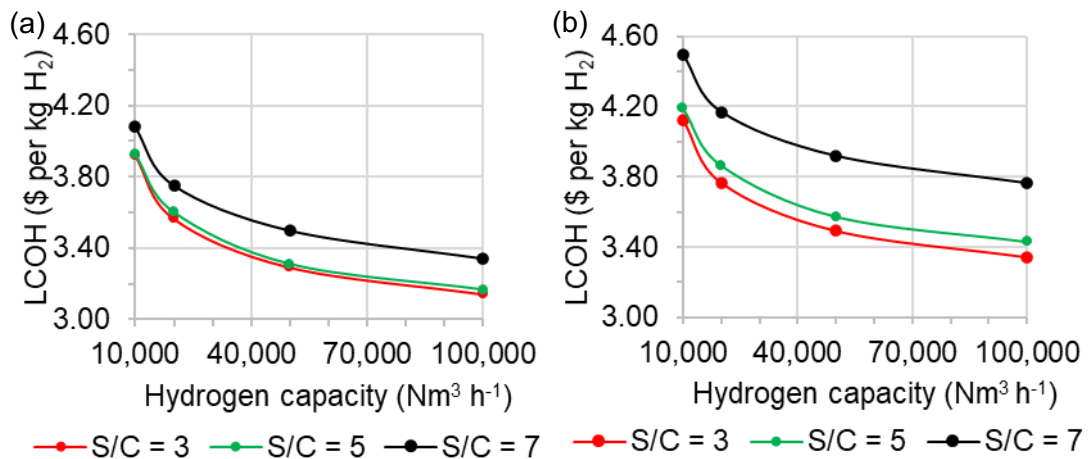 (a)
LCOH ($ per kg H₂)
4.60
4.20
3.80
3.40
3.00
10,000 40,000 70,000 100,000
Hydrogen capacity (Nm³ h⁻¹)
S/C = 3 S/C = 5 S/C = 7
(b)
LCOH ($ per kg H₂)
4.60
4.20
3.80
3.40
3.00
10,000 40,000 70,000 100,000
Hydrogen capacity (Nm³ h⁻¹)
S/C = 3 S/C = 5 S/C = 7